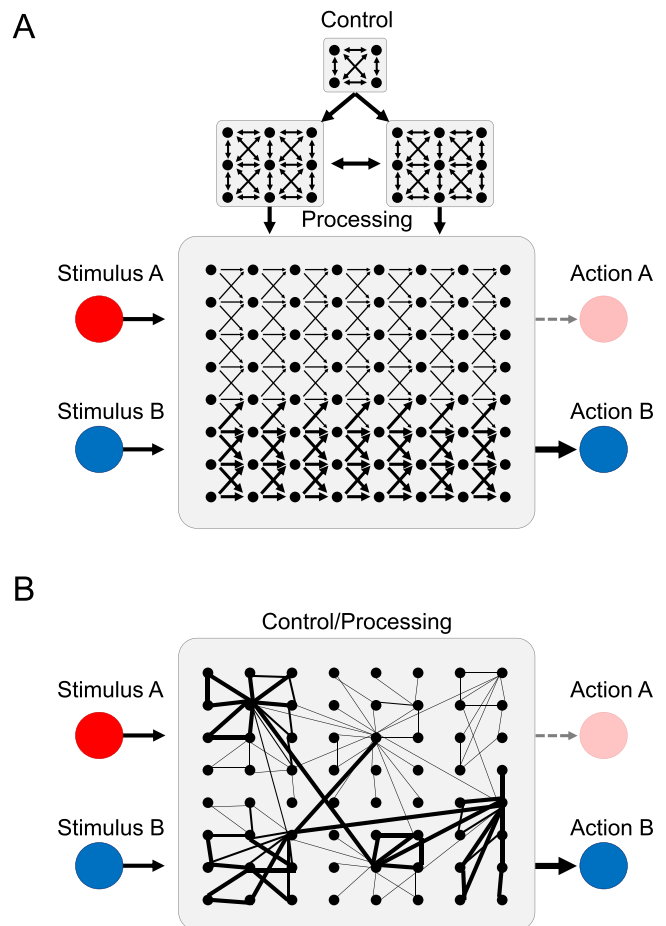 A
Control
Processing
Stimulus A
Action A
Stimulus B
Action B
B
Control/Processing
Stimulus A
Action A
Stimulus B
Action B